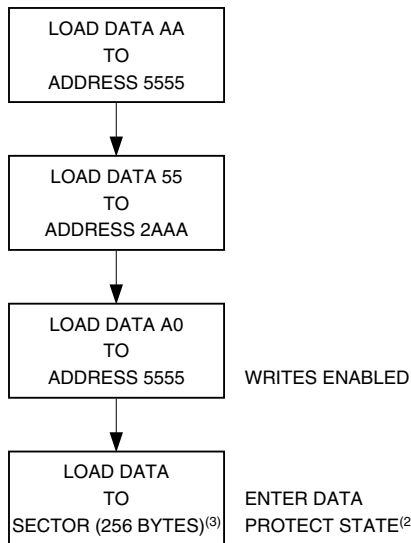 LOAD DATA AA
TO
ADDRESS 5555
LOAD DATA 55
TO
ADDRESS 2AAA
LOAD DATA A0
TO
ADDRESS 5555 WRITES ENABLED
LOAD DATA
TO ENTER DATA
SECTOR (256 BYTES)(3) PROTECT STATE(2